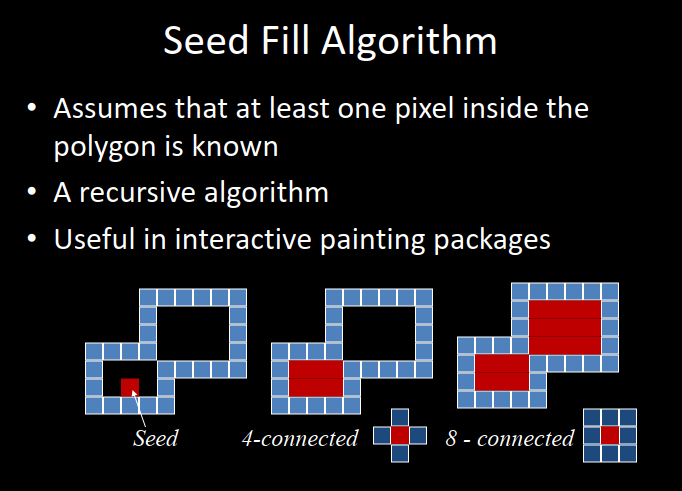 Seed Fill Algorithm
• Assumes that at least one pixel inside the
polygon is known
• A recursive algorithm
• Useful in interactive painting packages
Seed
4-connected
8 - connected